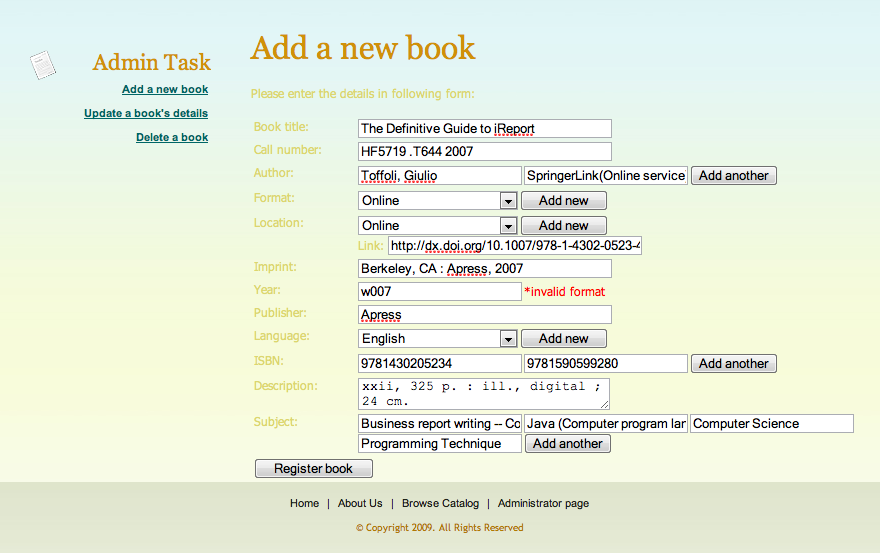 Admin Task
Add a new book
Update a book's details
Delete a book
Add a new book
Please enter the details in following form:
Book title: The Definitive Guide to iReport
Call number: HF5719 .T644 2007
Author: Toffoli, Giulio SpringerLink(Online service Add another
Format: Online Add new
Location: Online Add new
Link: http://dx.doi.org/10.1007/978-1-4302-0523-4
Imprint: Berkeley, CA : Apress, 2007
Year: w007 *invalid format
Publisher: Apress
Language: English Add new
ISBN: 9781430205234 9781590599280 Add another
Description: xxii, 325 p. : ill., digital ;
24 cm.
Subject: Business report writing -- Co Java (Computer program lan Computer Science
Programming Technique Add another
Register book
Home | About Us | Browse Catalog | Administrator page
© Copyright 2009. All Rights Reserved